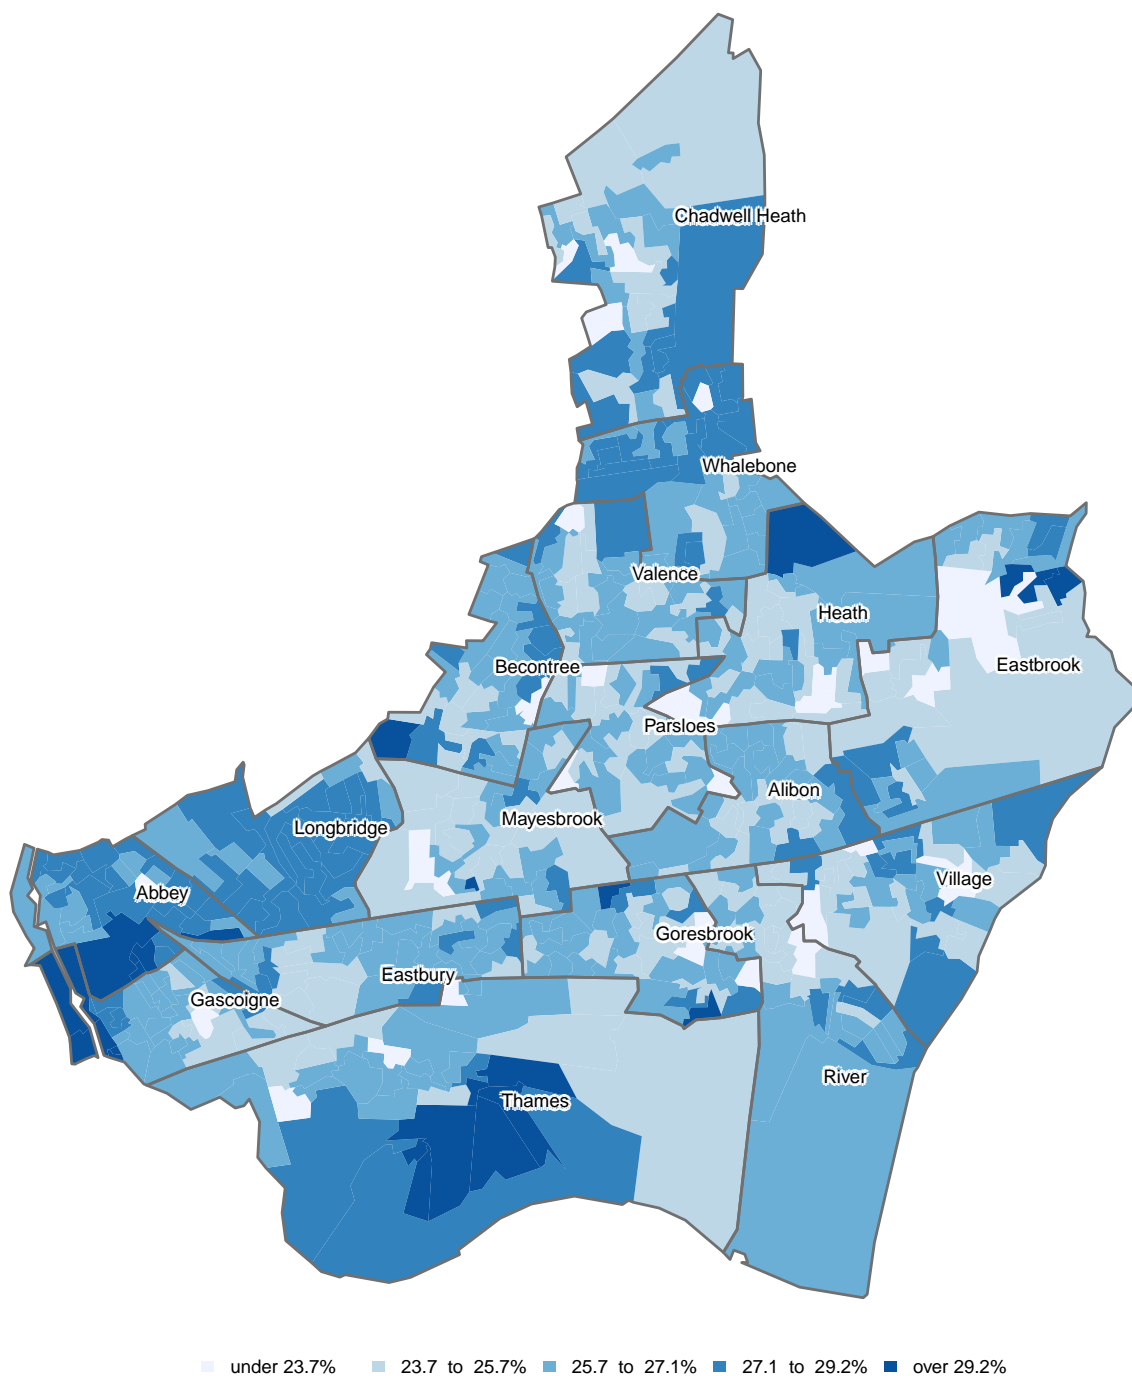 Chadwell Heath
Whalebone
Valence
Heath
Becontree
Eastbrook
Parsloes
Alibon
Mayesbrook
Longbridge
Village
Abbey
Goresbrook
Eastbury
Gascoigne
River
Thames
under 23.7% 23.7 to 25.7% 25.7 to 27.1% 27.1 to 29.2% over 29.2%